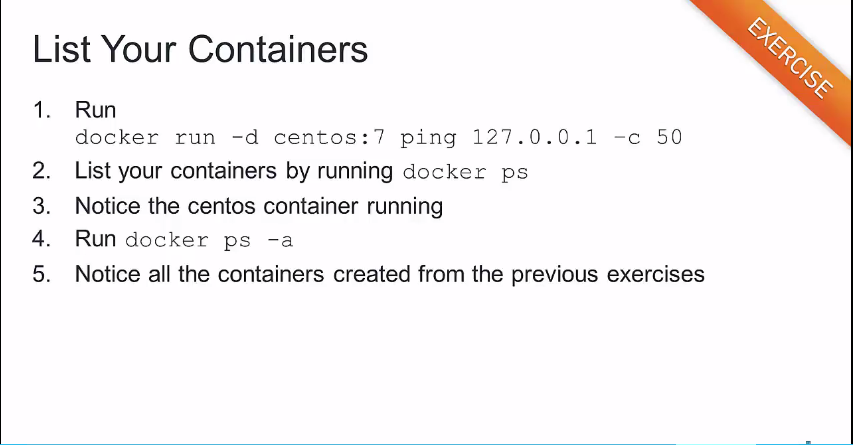 EXERCISE
List Your Containers
1. Run
docker run -d centos:7 ping 127.0.0.1 –c 50
2. List your containers by running docker ps
3. Notice the centos container running
4. Run docker ps -a
5. Notice all the containers created from the previous exercises